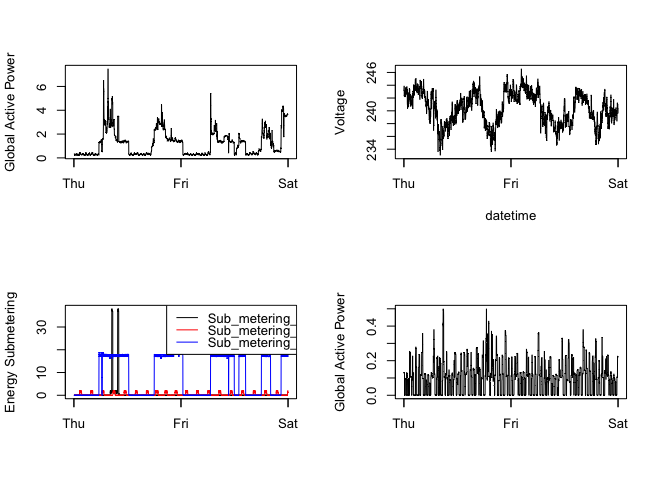 Global Active Power
6
4
2
0
Thu
Fri
Sat
Voltage
246
240
234
Thu
Fri
Sat
datetime
Energy Submetering
30
10
0
Sub_metering_
Sub_metering_
Sub_metering_
Thu
Fri
Sat
Global Active Power
0.4
0.2
0.0
Thu
Fri
Sat